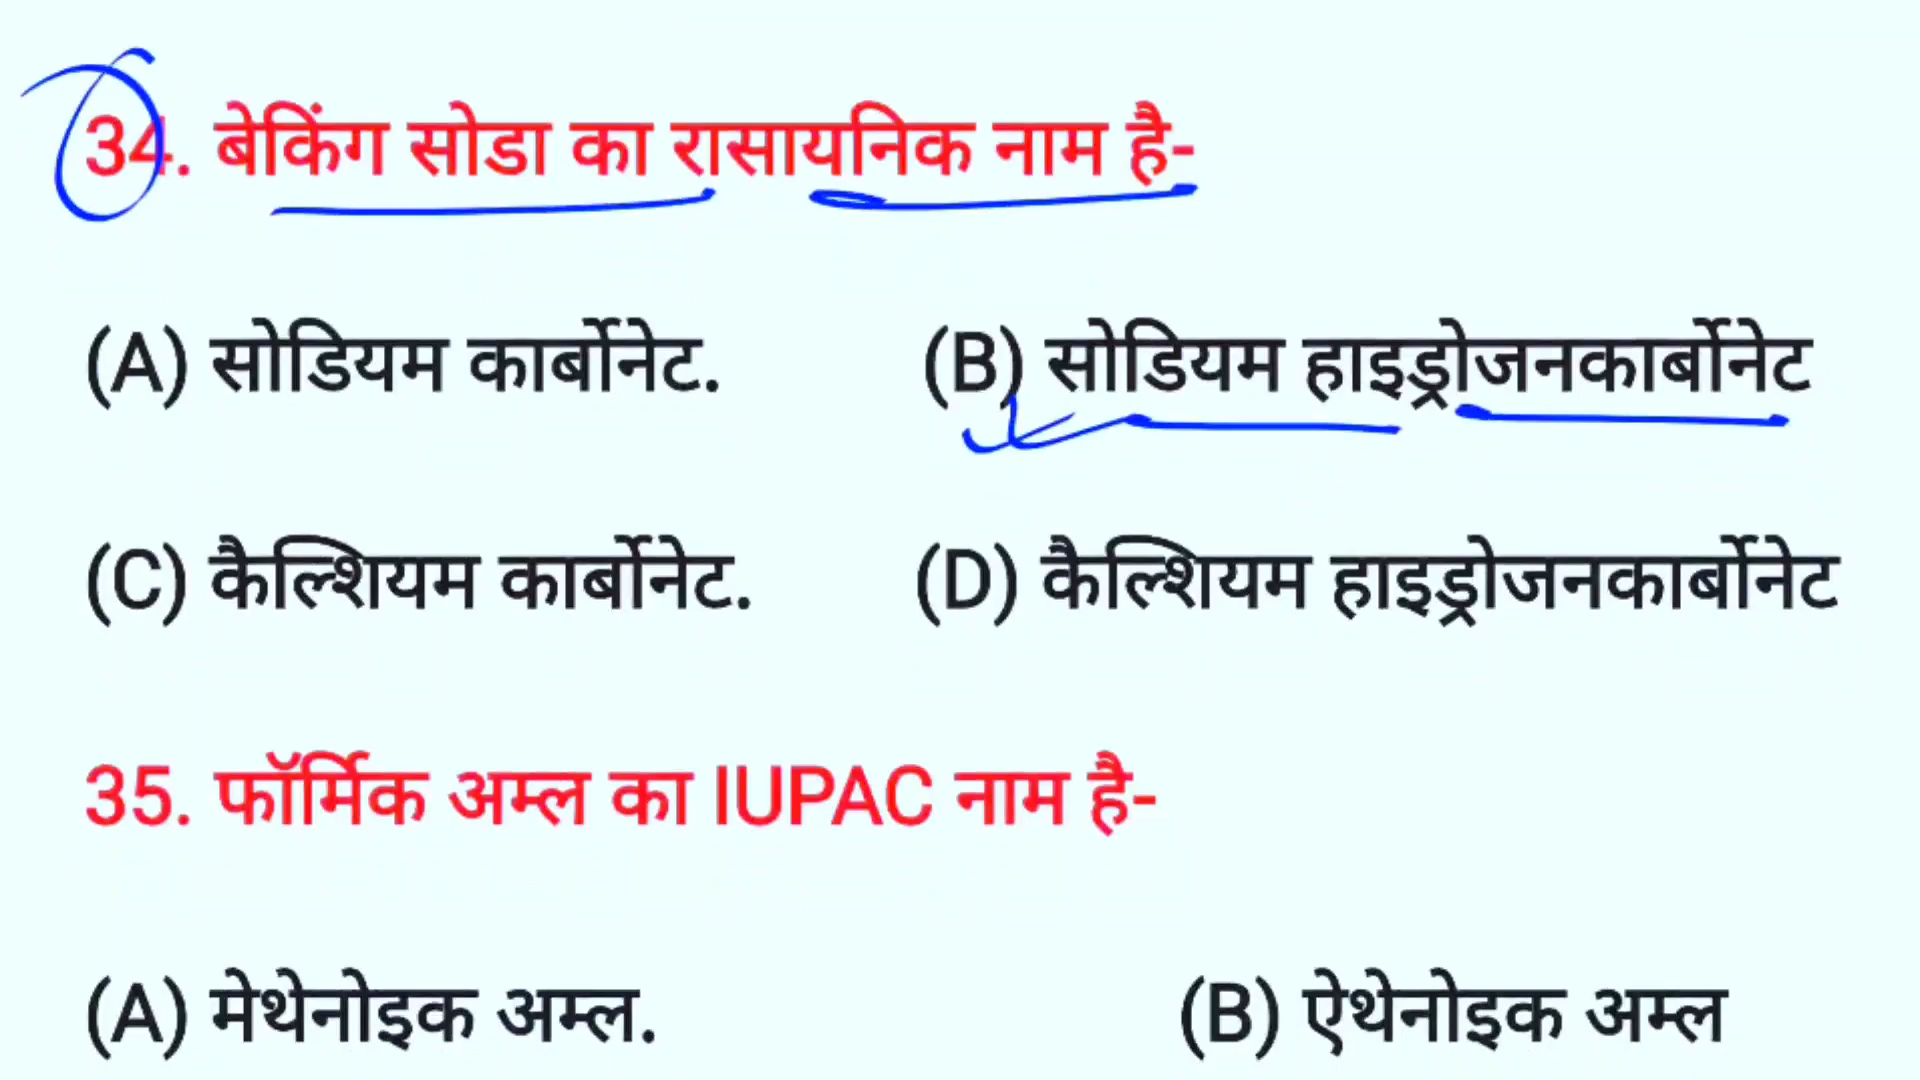 34. बेकिंग सोडा का रासायनिक नाम है-
(A) सोडियम कार्बोनेट. (B) सोडियम हाइड्रोजनकार्बोनेट
(C) कैल्शियम कार्बोनेट. (D) कैल्शियम हाइड्रोजनकार्बोनेट
35. फॉर्मिक अम्ल का IUPAC नाम है-
(A) मेथेनोइक अम्ल. (B) ऐथेनोइक अम्ल